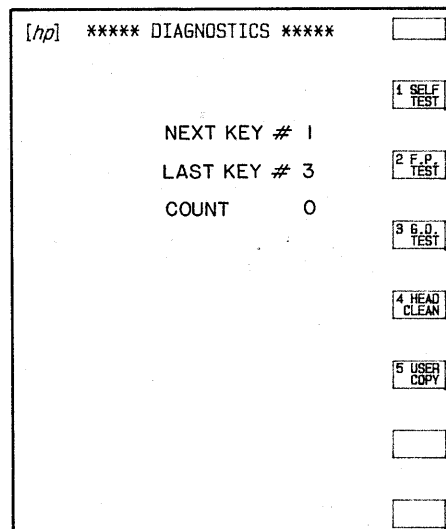 [hp] ***** DIAGNOSTICS *****
1 SELF
TEST
NEXT KEY # 1
2 F.P.
TEST
LAST KEY # 3
COUNT 0
3 G.D.
TEST
4 HEAD
CLEAN
5 USER
COPY